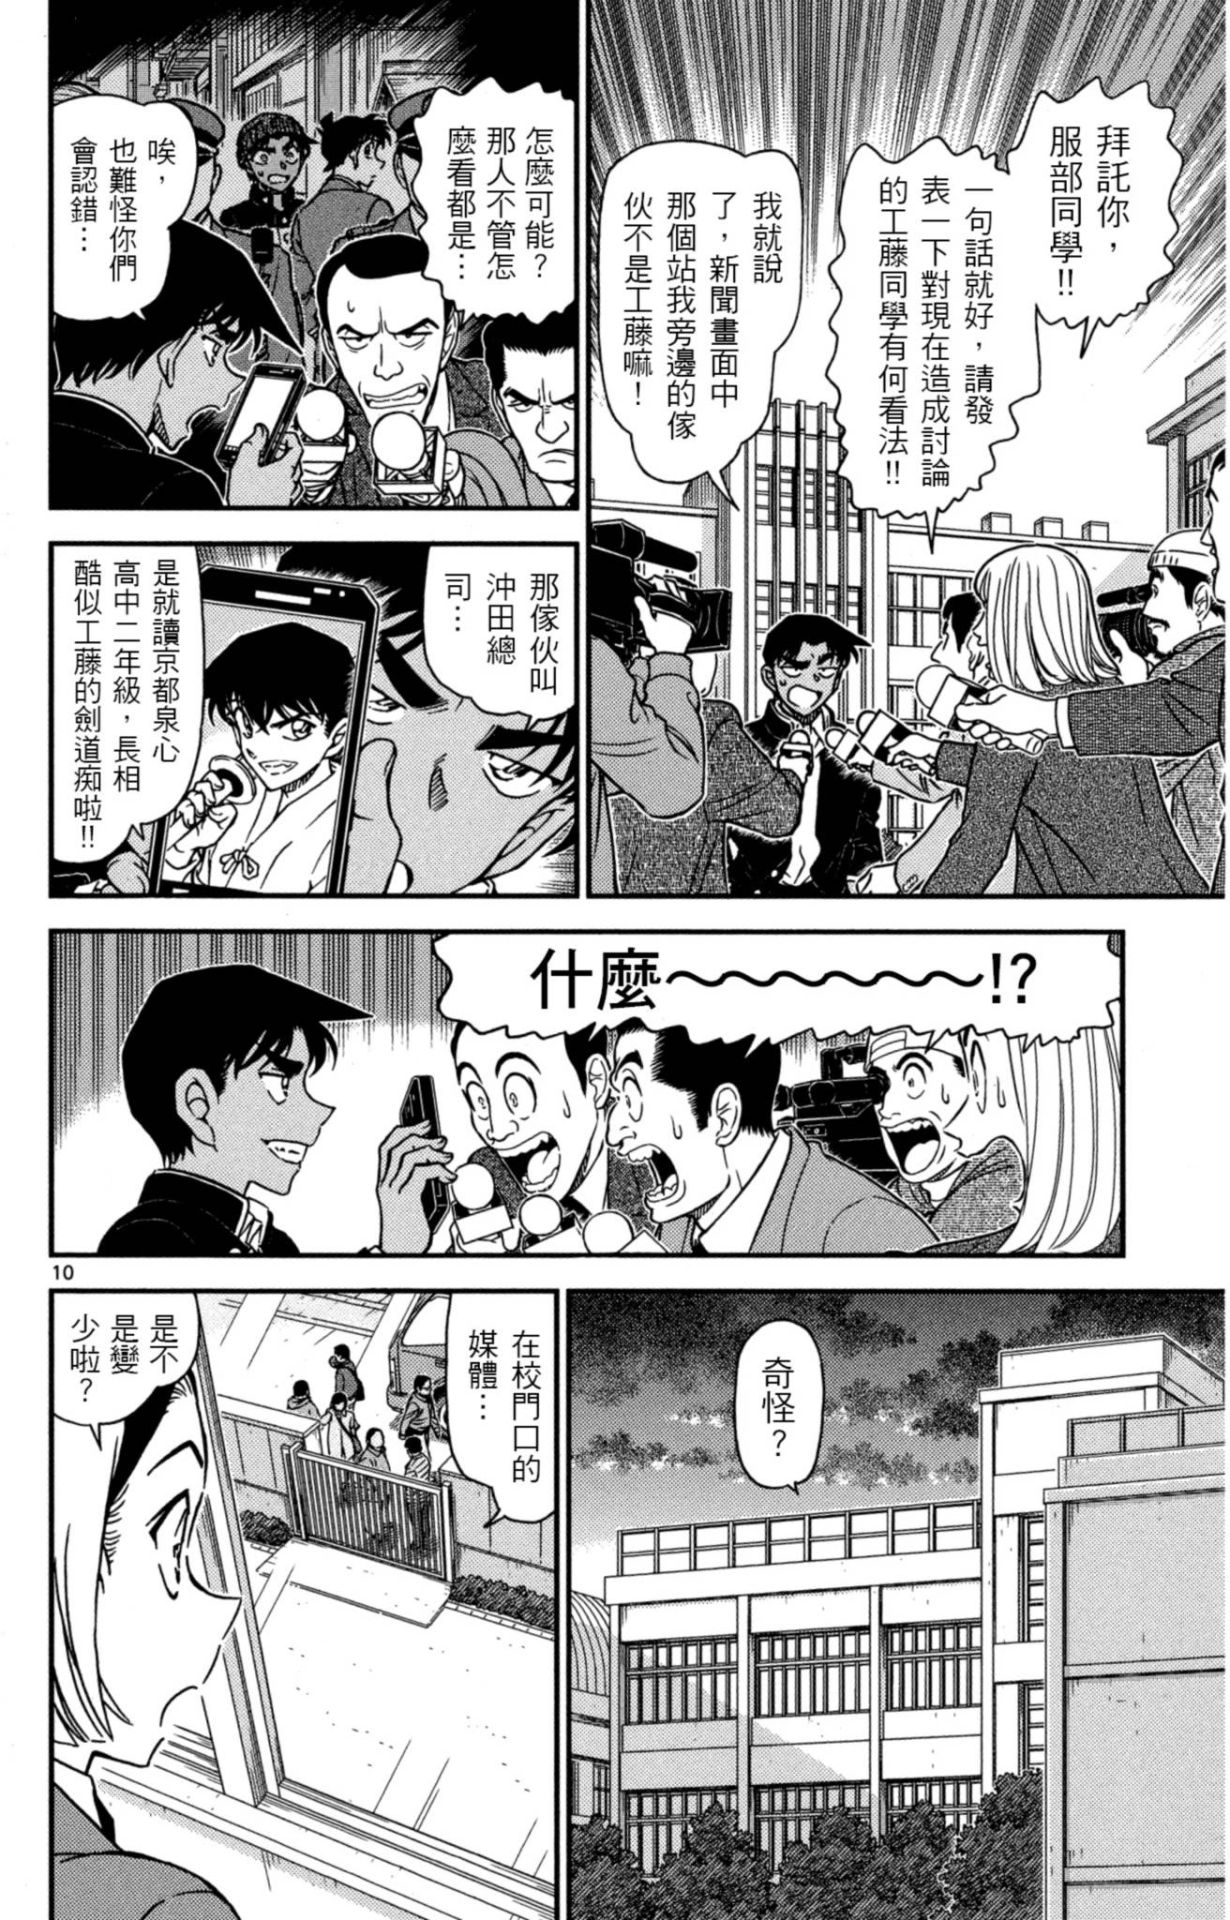 拜託你，
服部同學!!
一句話就好，請發
表一下對現在造成討論
的工藤同學有何看法!!
我就說
了，新聞畫面中
那個站我旁邊的傢
伙不是工藤嘛！
怎麼可能？
那人不管怎
麼看都是…
唉，
也難怪你們
會認錯…
那傢伙叫
沖田總
司…
是就讀京都泉心
高中二年級，長相
酷似工藤的劍道痴啦!!
什麼～～～～～～～!?
10
奇怪？
在校門口的
媒體…
是不
是變
少啦？